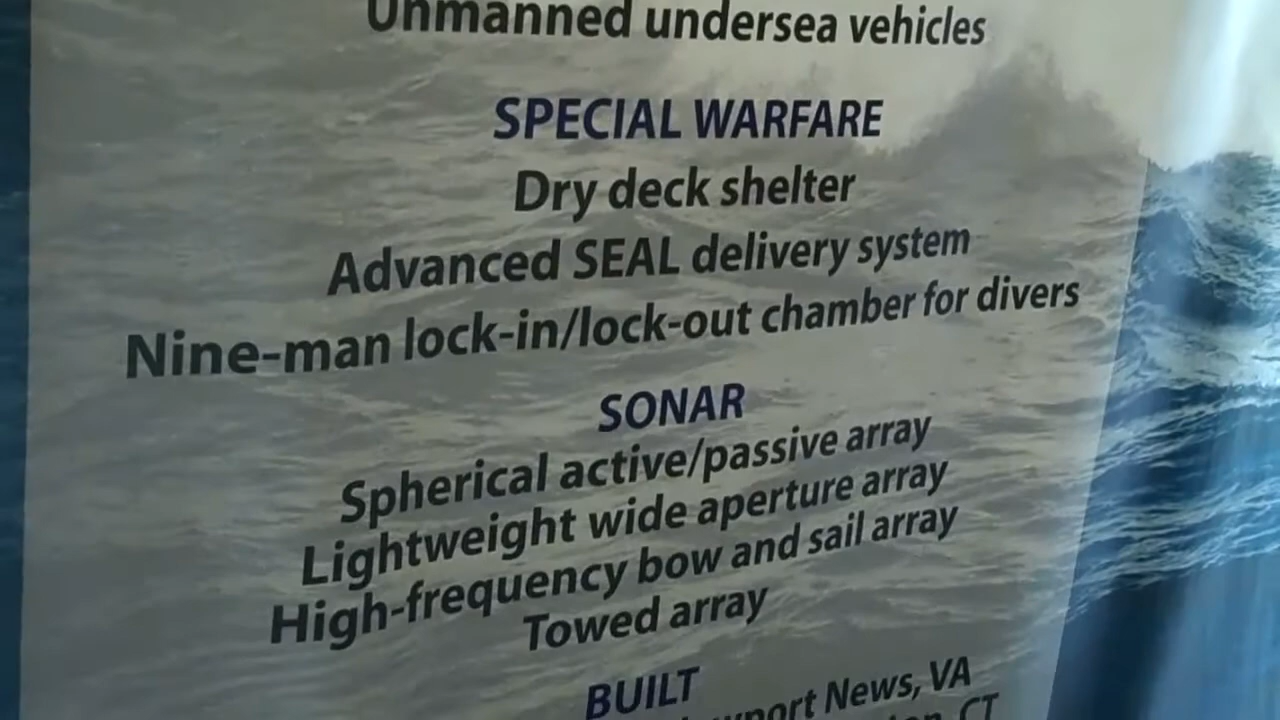 Unmanned undersea vehicles
SPECIAL WARFARE
Dry deck shelter
Advanced SEAL delivery system
Nine-man lock-in/lock-out chamber for divers
SONAR
Spherical active/passive array
Lightweight wide aperture array
High-frequency bow and sail array
Towed array
BUILT
News, VA
CT